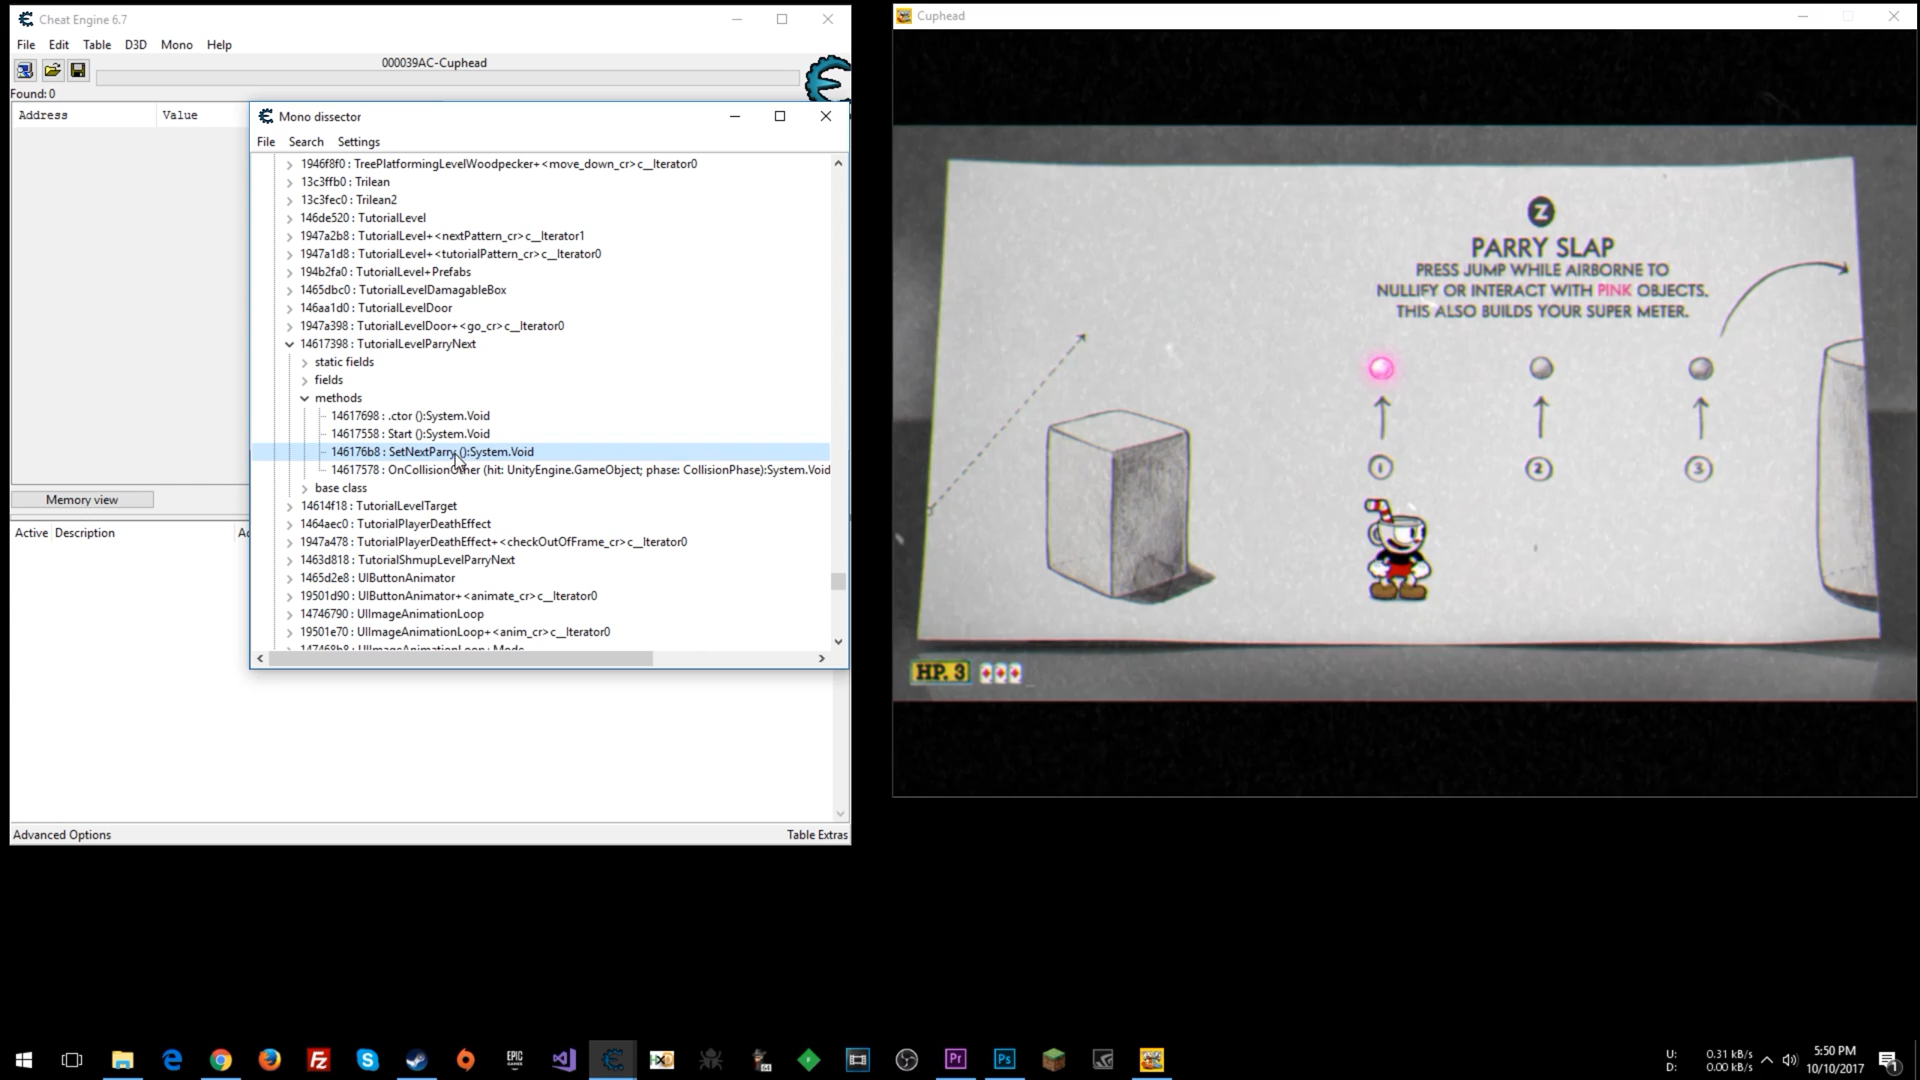 Cheat Engine 6.7
File Edit Table D3D Mono Help
000039AC-Cuphead
Found: 0
Address Value
Memory view
Active Description
Advanced Options
Table Extras
Mono dissector
File Search Settings
1946f8f0 : TreePlatformingLevelWoodpecker+<move_down_cr>c__Iterator0
13c3ffb0 : Trilean
13c3fec0 : Trilean2
146de520 : TutorialLevel
1947a2b8 : TutorialLevel+<nextPattern_cr>c__Iterator1
1947a1d8 : TutorialLevel+<tutorialPattern_cr>c__Iterator0
194b2fa0 : TutorialLevel+Prefabs
1465dbc0 : TutorialLevelDamagableBox
146aa1d0 : TutorialLevelDoor
1947a398 : TutorialLevelDoor+<go_cr>c__Iterator0
14617398 : TutorialLevelParryNext
static fields
fields
methods
14617698 : .ctor ():System.Void
14617558 : Start ():System.Void
146176b8 : SetNextParry ():System.Void
14617578 : OnCollisionOther (hit: UnityEngine.GameObject; phase: CollisionPhase):System.Void
base class
14614f18 : TutorialLevelTarget
1464aec0 : TutorialPlayerDeathEffect
1947a478 : TutorialPlayerDeathEffect+<checkOutOfFrame_cr>c__Iterator0
1463d818 : TutorialShmupLevelParryNext
1465d2e8 : UIButtonAnimator
19501d90 : UIButtonAnimator+<animate_cr>c__Iterator0
14746790 : UIImageAnimationLoop
19501e70 : UIImageAnimationLoop+<anim_cr>c__Iterator0
Cuphead
Z
PARRY SLAP
PRESS JUMP WHILE AIRBORNE TO
NULLIFY OR INTERACT WITH PINK OBJECTS.
THIS ALSO BUILDS YOUR SUPER METER.
1 2 3
HP. 3
EPIC GAMES
Pr
Ps
64
U: 0.31 kB/s
D: 0.00 kB/s
5:50 PM
10/10/2017
1